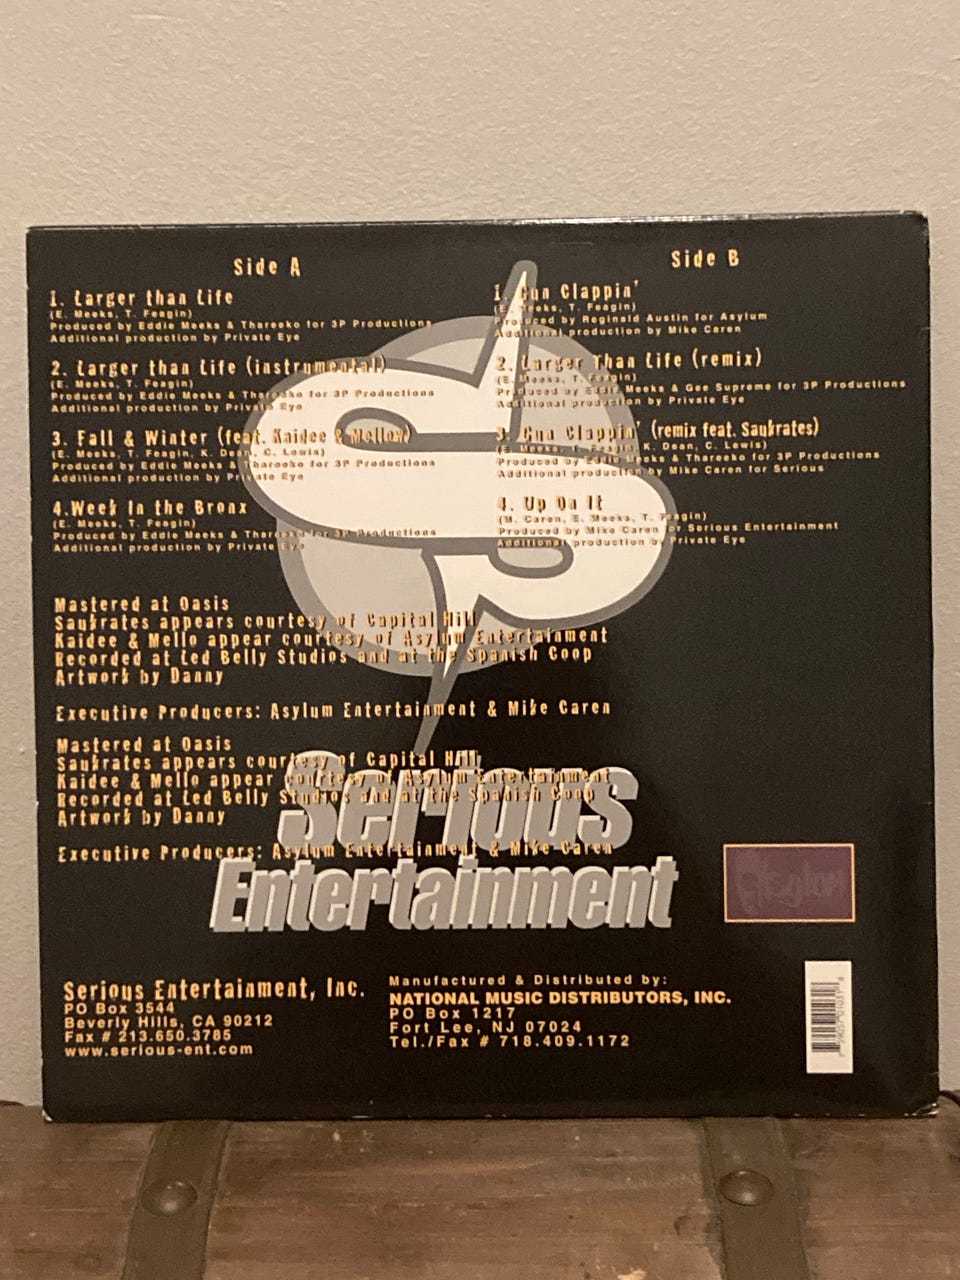 Side A
1. Larger than Life
(E. Meeks, T. Feagin)
Produced by Eddie Meeks & Thareeko for 3P Productions
Additional production by Private Eye
2. Larger than Life (instrumental)
(E. Meeks, T. Feagin)
Produced by Eddie Meeks & Thareeko for 3P Productions
Additional production by Private Eye
3. Fall & Winter (feat. Kaidee & Mellow)
(E. Meeks, T. Feagin, K. Dean, C. Lewis)
Produced by Eddie Meeks & Thareeko for 3P Productions
Additional production by Private Eye
4.Week In the Bronx
(E. Meeks, T. Feagin)
Produced by Eddie Meeks & Thareeko for 3P Productions
Additional production by Private Eye
Side B
1. Gun Clappin'
(E. Meeks, T. Feagin)
Produced by Reginald Austin for Asylum
Additional production by Mike Caren
2. Larger Than Life (remix)
(E. Meeks, T. Feagin)
Produced by Eddie Meeks & Gee Supreme for 3P Productions
Additional production by Private Eye
3. Gun Clappin' (remix feat. Saukrates)
(E. Meeks, T. Feagin, K. Dean, C. Lewis)
Produced by Eddie Meeks & Thareeko for 3P Productions
Additional production by Mike Caren for Serious
4. Up On It
(M. Caren, E. Meeks, T. Feagin)
Produced by Mike Caren for Serious Entertainment
Additional production by Private Eye
Mastered at Oasis
Saukrates appears courtesy of Capital Hill
Kaidee & Mello appear courtesy of Asylum Entertainment
Recorded at Led Belly Studios and at the Spanish Coop
Artwork by Danny
Executive Producers: Asylum Entertainment & Mike Caren
Mastered at Oasis
Saukrates appears courtesy of Capital Hill
Kaidee & Mello appear courtesy of Asylum Entertainment
Recorded at Led Belly Studios and at the Spanish Coop
Artwork by Danny
Executive Producers: Asylum Entertainment & Mike Caren
Serious
Entertainment
Serious Entertainment, Inc.
PO Box 3544
Beverly Hills, CA 90212
Fax # 213.650.3785
www.serious-ent.com
Manufactured & Distributed by:
NATIONAL MUSIC DISTRIBUTORS, INC.
PO Box 1217
Fort Lee, NJ 07024
Tel./Fax # 718.409.1172